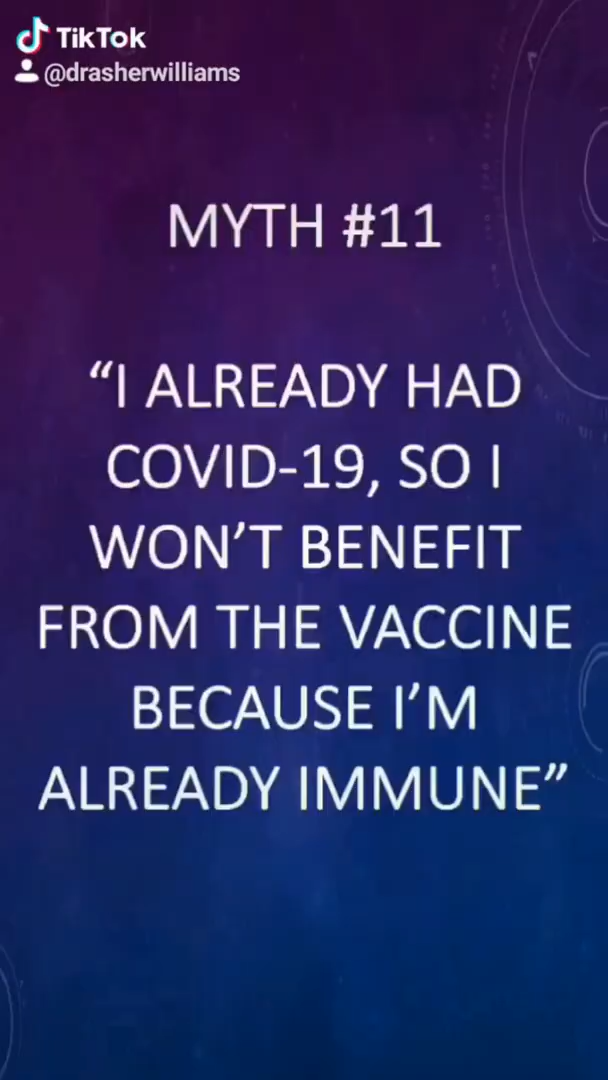 TikTok
@drasherwilliams
MYTH #11
“I ALREADY HAD
COVID-19, SO I
WON’T BENEFIT
FROM THE VACCINE
BECAUSE I’M
ALREADY IMMUNE”